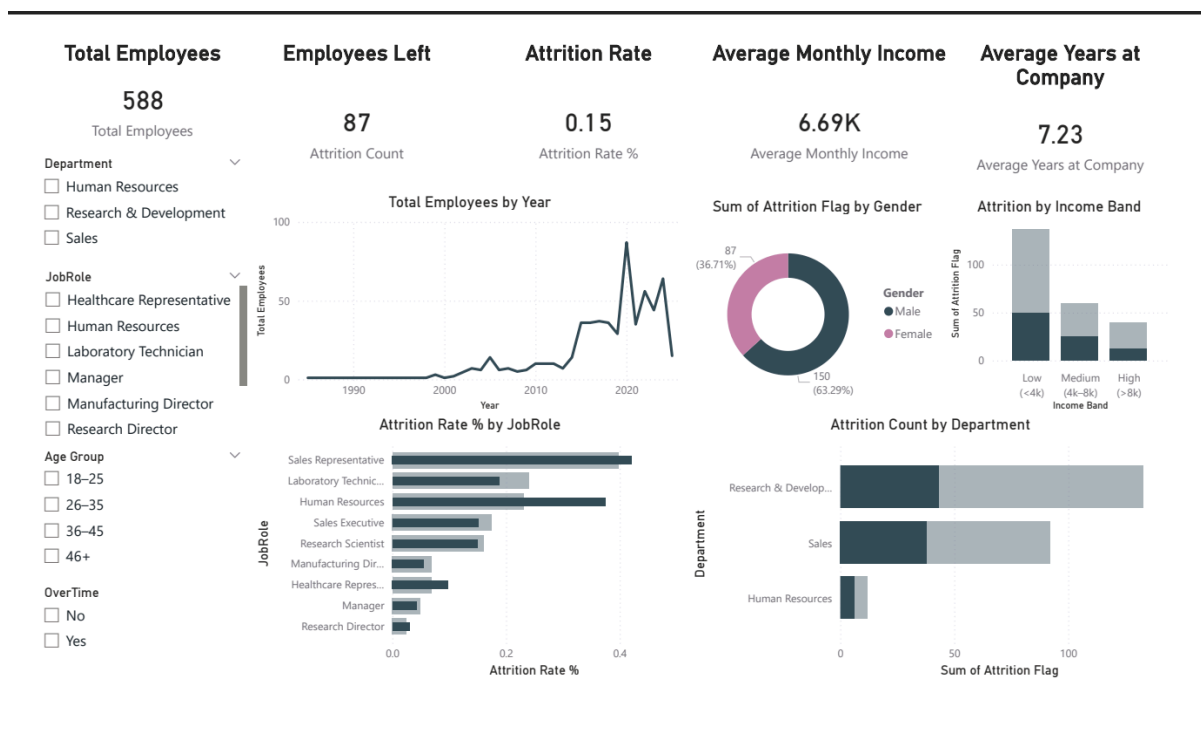 Total Employees
588
Total Employees
Employees Left
87
Attrition Count
Attrition Rate
0.15
Attrition Rate %
Average Monthly Income
6.69K
Average Monthly Income
Average Years at
Company
7.23
Average Years at Company
Department
Human Resources
Research & Development
Sales
JobRole
Healthcare Representative
Human Resources
Laboratory Technician
Manager
Manufacturing Director
Research Director
Age Group
18–25
26–35
36–45
46+
OverTime
No
Yes
Total Employees by Year
Total Employees
100
50
0
1990
2000
2010
2020
Year
Sum of Attrition Flag by Gender
87
(36.71%)
150
(63.29%)
Gender
Male
Female
Attrition by Income Band
Sum of Attrition Flag
100
50
0
Low
(<4k)
Medium
(4k–8k)
High
(>8k)
Income Band
Attrition Rate % by JobRole
JobRole
Sales Representative
Laboratory Technic...
Human Resources
Sales Executive
Research Scientist
Manufacturing Dir...
Healthcare Repres...
Manager
Research Director
0.0
0.2
0.4
Attrition Rate %
Attrition Count by Department
Department
Research & Develop...
Sales
Human Resources
0
50
100
Sum of Attrition Flag